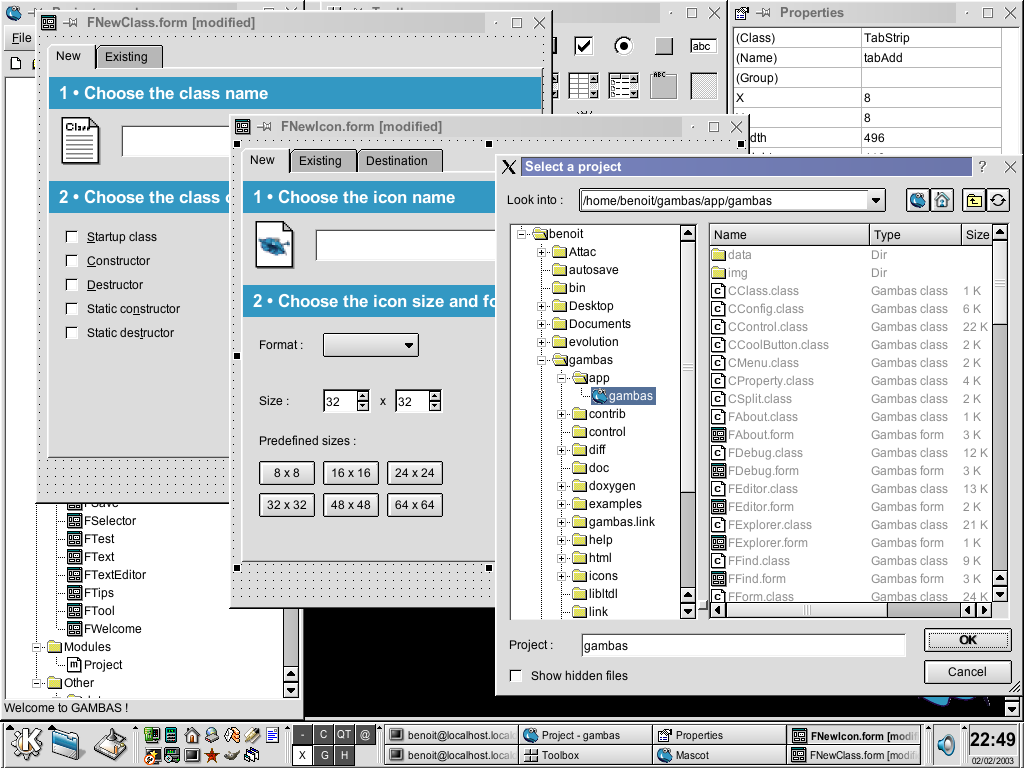 FNewClass.form [modified]
File
New
Existing
1 • Choose the class name
Class
2 • Choose the class
Startup class
Constructor
Destructor
Static constructor
Static destructor
FSelector
FTest
FText
FTextEditor
FTips
FTool
FWelcome
Modules
Project
Other
Welcome to GAMBAS !
abc
ABC
Properties
(Class) TabStrip
(Name) tabAdd
(Group)
X 8
8
496
FNewIcon.form [modified]
New
Existing
Destination
1 • Choose the icon name
2 • Choose the icon size and
Format :
Size : 32 x 32
Predefined sizes :
8 x 8 16 x 16 24 x 24
32 x 32 48 x 48 64 x 64
Select a project
?
Look into : /home/benoit/gambas/app/gambas
benoit
Attac
autosave
bin
Desktop
Documents
evolution
gambas
app
gambas
contrib
control
diff
doc
doxygen
examples
gambas.link
help
html
icons
libltdl
link
Name Type Size
data Dir
img Dir
CClass.class Gambas class 1 K
CConfig.class Gambas class 6 K
CControl.class Gambas class 22 K
CCoolButton.class Gambas class 2 K
CMenu.class Gambas class 2 K
CProperty.class Gambas class 4 K
CSplit.class Gambas class 2 K
FAbout.class Gambas class 1 K
FAbout.form Gambas form 3 K
FDebug.class Gambas class 12 K
FDebug.form Gambas form 3 K
FEditor.class Gambas class 13 K
FEditor.form Gambas form 2 K
FExplorer.class Gambas class 21 K
FExplorer.form Gambas form 1 K
FFind.class Gambas class 9 K
FFind.form Gambas form 3 K
FForm.class Gambas class 24 K
Project : gambas
OK
Show hidden files
Cancel
- C QT @
X G H
benoit@localhost.local
benoit@localhost.local
Project - gambas
Toolbox
Properties
Mascot
FNewIcon.form [modif
FNewClass.form [modif
22:49
02/02/2003